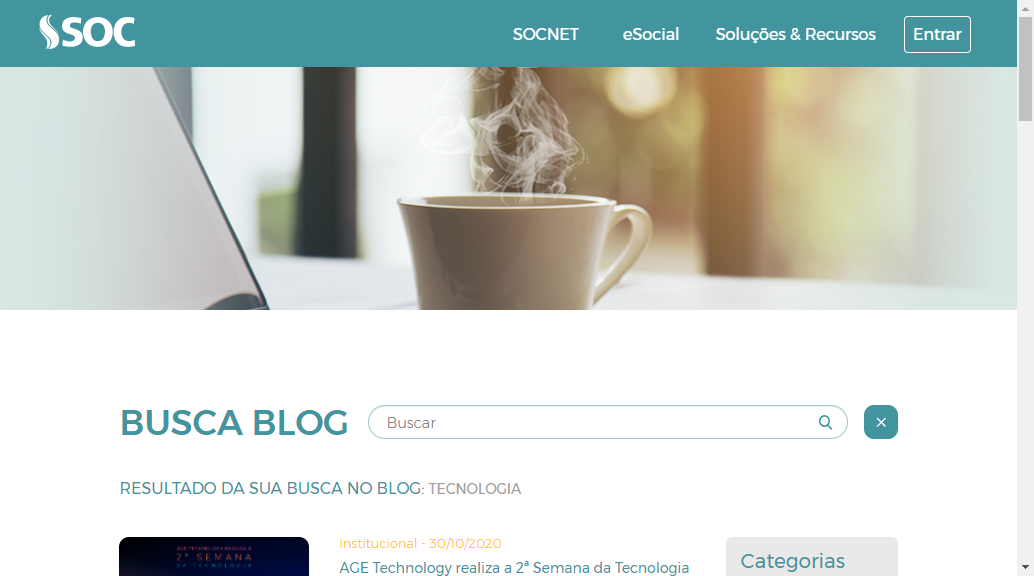 SOC
SOCNET
eSocial
Soluções & Recursos
Entrar
BUSCA BLOG
Buscar
RESULTADO DA SUA BUSCA NO BLOG: TECNOLOGIA
AGE TECHNOLOGY REALIZA A
2ª SEMANA
DA TECNOLOGIA
Institucional - 30/10/2020
AGE Technology realiza a 2ª Semana da Tecnologia
Categorias